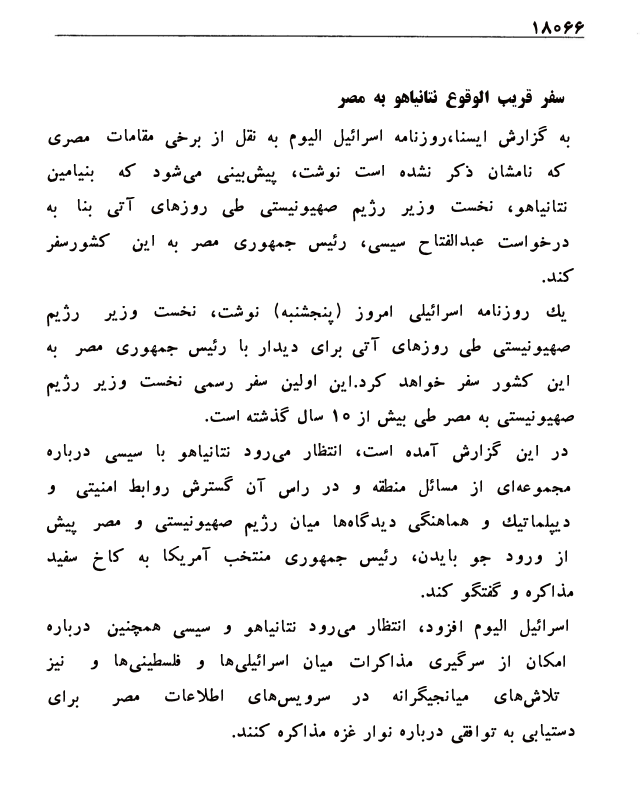 ۱۸۰۶۶
سفر قریب الوقوع نتانیاهو به مصر
به گزارش ایسنا،روزنامه اسرائیل الیوم به نقل از برخی مقامات مصری
که نامشان ذکر نشده است نوشت، پیش‌بینی می‌شود که بنیامین
نتانیاهو، نخست وزیر رژیم صهیونیستی طی روزهای آتی بنا به
درخواست عبدالفتاح سیسی، رئیس جمهوری مصر به این کشورسفر
کند.
یك روزنامه اسرائیلی امروز (پنجشنبه) نوشت، نخست وزیر رژیم
صهیونیستی طی روزهای آتی برای دیدار با رئیس جمهوری مصر به
این کشور سفر خواهد کرد.این اولین سفر رسمی نخست وزیر رژیم
صهیونیستی به مصر طی بیش از ۱۰ سال گذشته است.
در این گزارش آمده است، انتظار می‌رود نتانیاهو با سیسی درباره
مجموعه‌ای از مسائل منطقه و در راس آن گسترش روابط امنیتی و
دیپلماتیك و هماهنگی دیدگاه‌ها میان رژیم صهیونیستی و مصر پیش
از ورود جو بایدن، رئیس جمهوری منتخب آمریکا به کاخ سفید
مذاکره و گفتگو کند.
اسرائیل الیوم افزود، انتظار می‌رود نتانیاهو و سیسی همچنین درباره
امکان از سرگیری مذاکرات میان اسرائیلی‌ها و فلسطینی‌ها و نیز
تلاش‌های میانجیگرانه در سرویس‌های اطلاعات مصر برای
دستیابی به توافقی درباره نوار غزه مذاکره کنند.